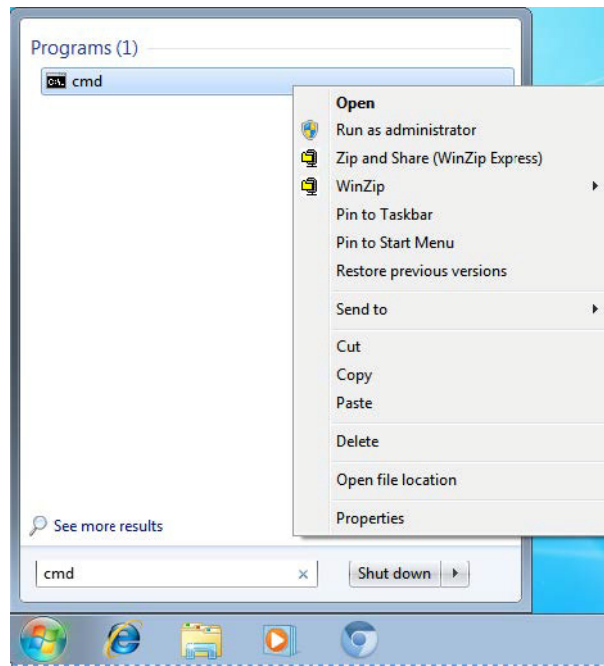 Programs (1)
cmd
Open
Run as administrator
Zip and Share (WinZip Express)
WinZip
Pin to Taskbar
Pin to Start Menu
Restore previous versions
Send to
Cut
Copy
Paste
Delete
Open file location
Properties
See more results
cmd
Shut down